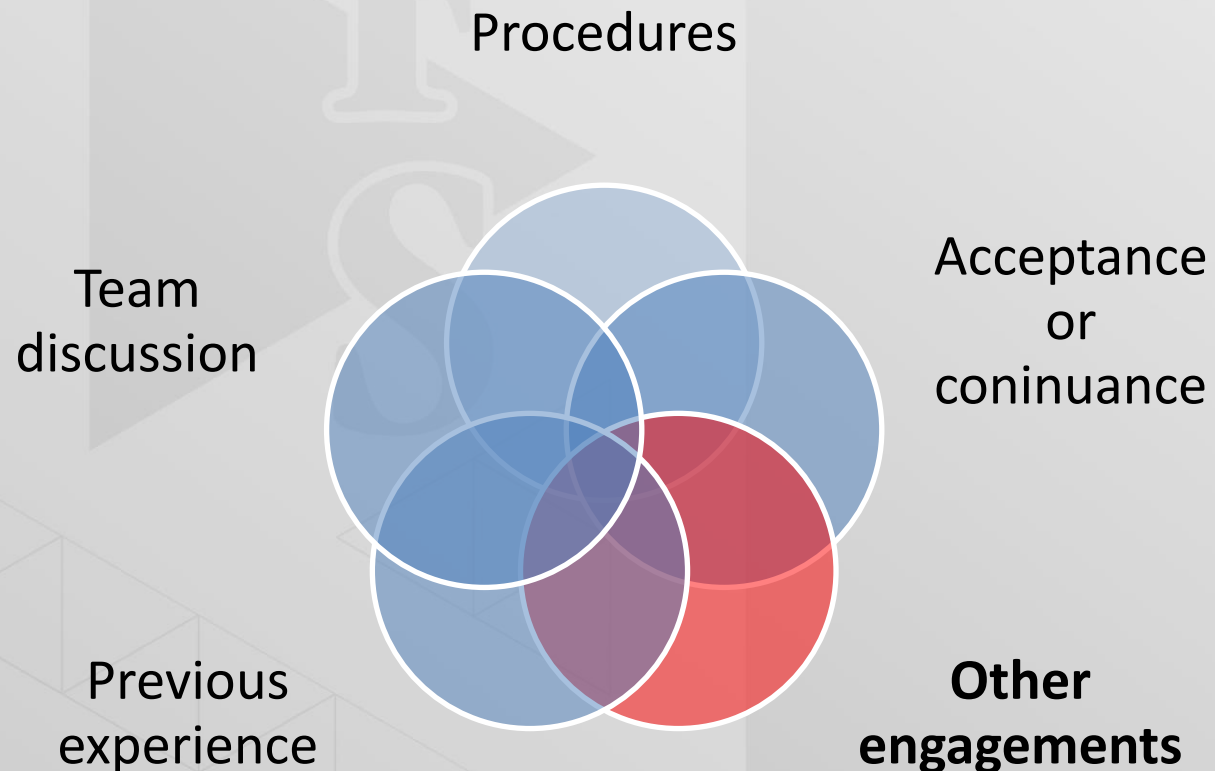 Procedures
Acceptance
or
coninuance
Other
engagements
Previous
experience
Team
discussion